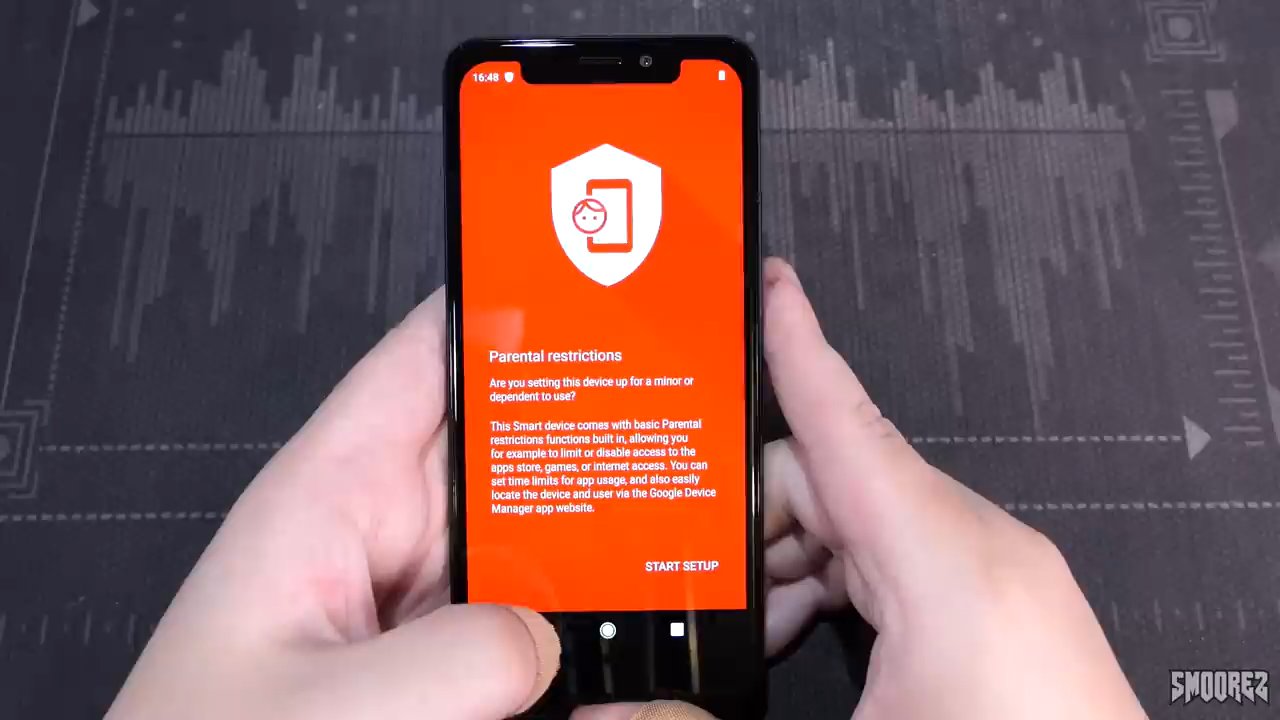 16:48
Parental restrictions
Are you setting this device up for a minor or
dependent to use?
This Smart device comes with basic Parental
restrictions functions built in, allowing you
for example to limit or disable access to the
apps store, games, or internet access. You can
set time limits for app usage, and also easily
locate the device and user via the Google Device
Manager app website.
START SETUP
SMOOREZ